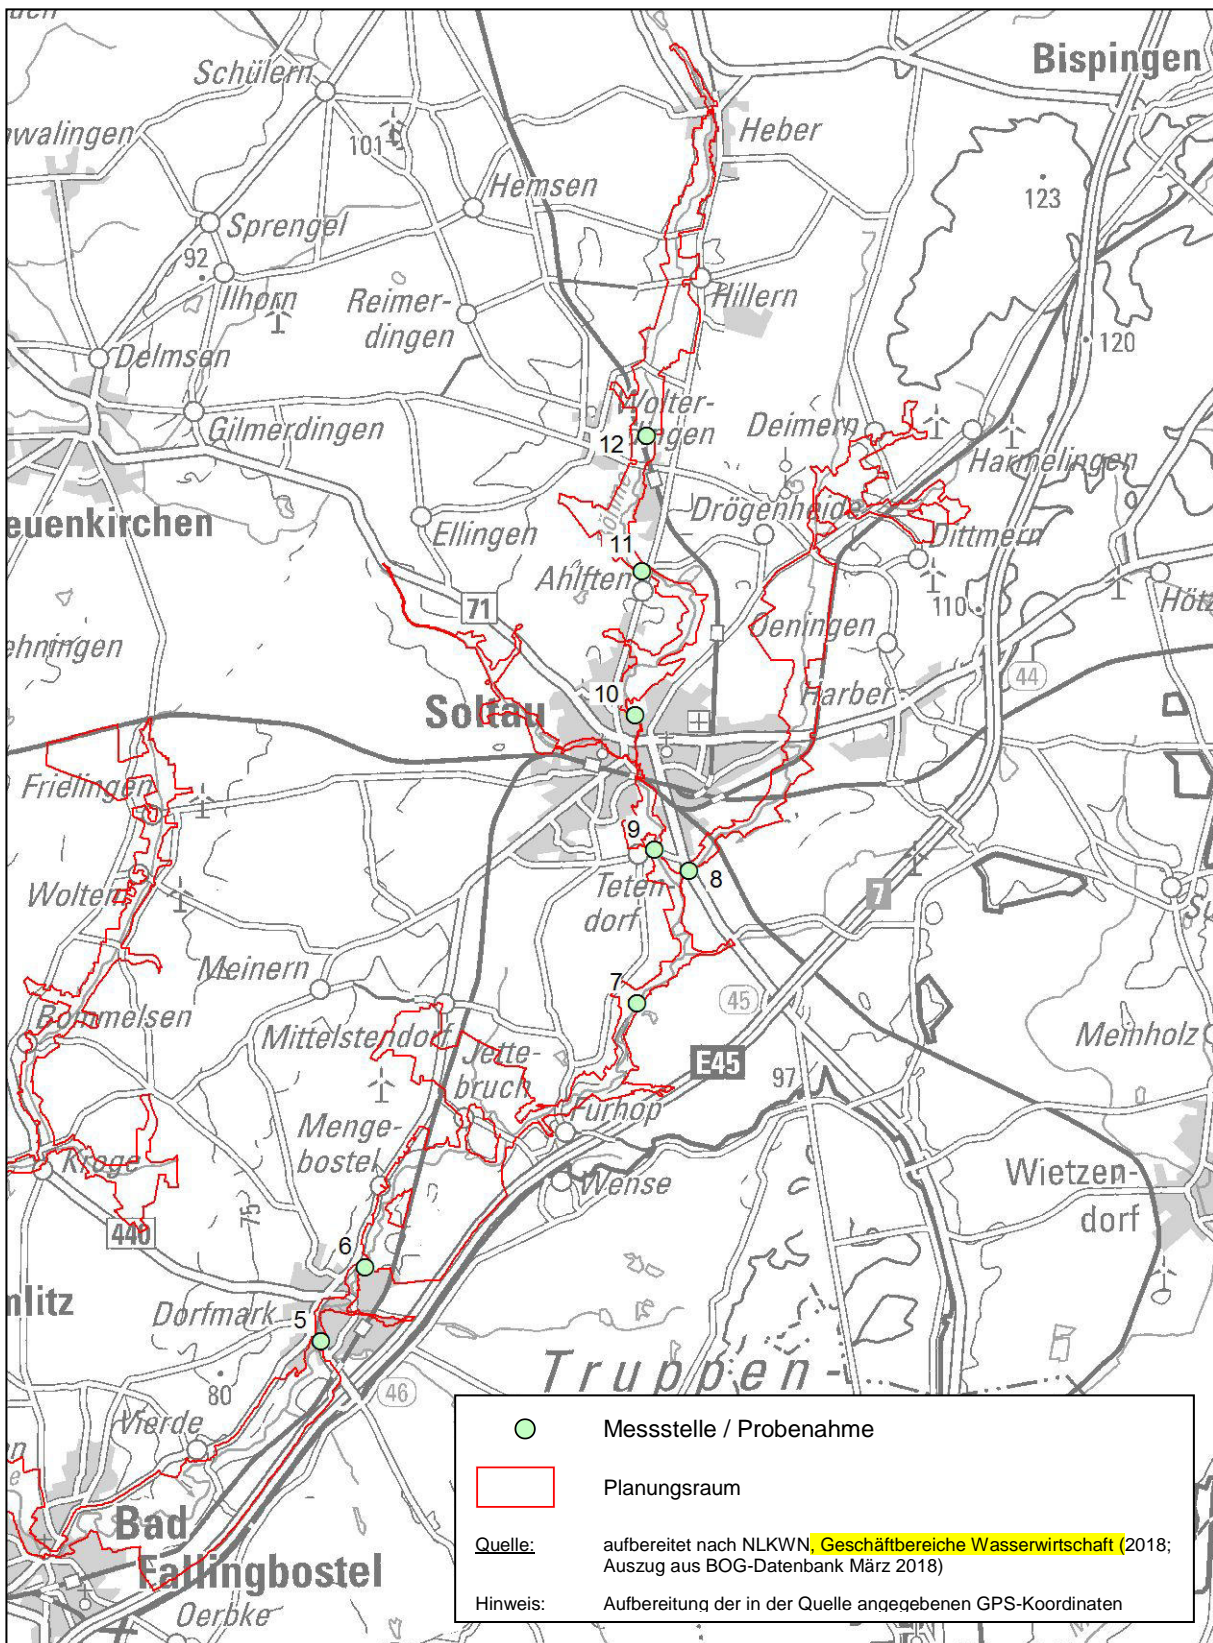 Bispingen
Schülern
Heber
101
walingen
Hemsen
123
Sprengel
92
Ilhorn
Reimer-
dingen
Hillern
120
Delmsen
Gilmerdingen
Wolter-
dingen
12
Deimern
Harmelingen
euenkirchen
Ellingen
Böhme
Drögenheide
Dittmern
11
Ahlften
71
110
Hötz
ehningen
Oeningen
10
Harber
44
Soltau
Frielingen
9
8
Wolten
Teten-
dorf
7
Meinern
7
45
Bommelsen
Mittelstendorf
Jette-
bruch
Meinholz
E45
97
Furhop
Menge-
bostel
Kroge
Wense
Wietzen-
dorf
75
440
6
mlitz
Dorfmark
5
Truppen-
80
46
Vierde
Bad
Fallingbostel
Oerbke
Messstelle / Probenahme
Planungsraum
Quelle: aufbereitet nach NLKWN, Geschäftbereiche Wasserwirtschaft (2018;
Auszug aus BOG-Datenbank März 2018)
Hinweis: Aufbereitung der in der Quelle angegebenen GPS-Koordinaten